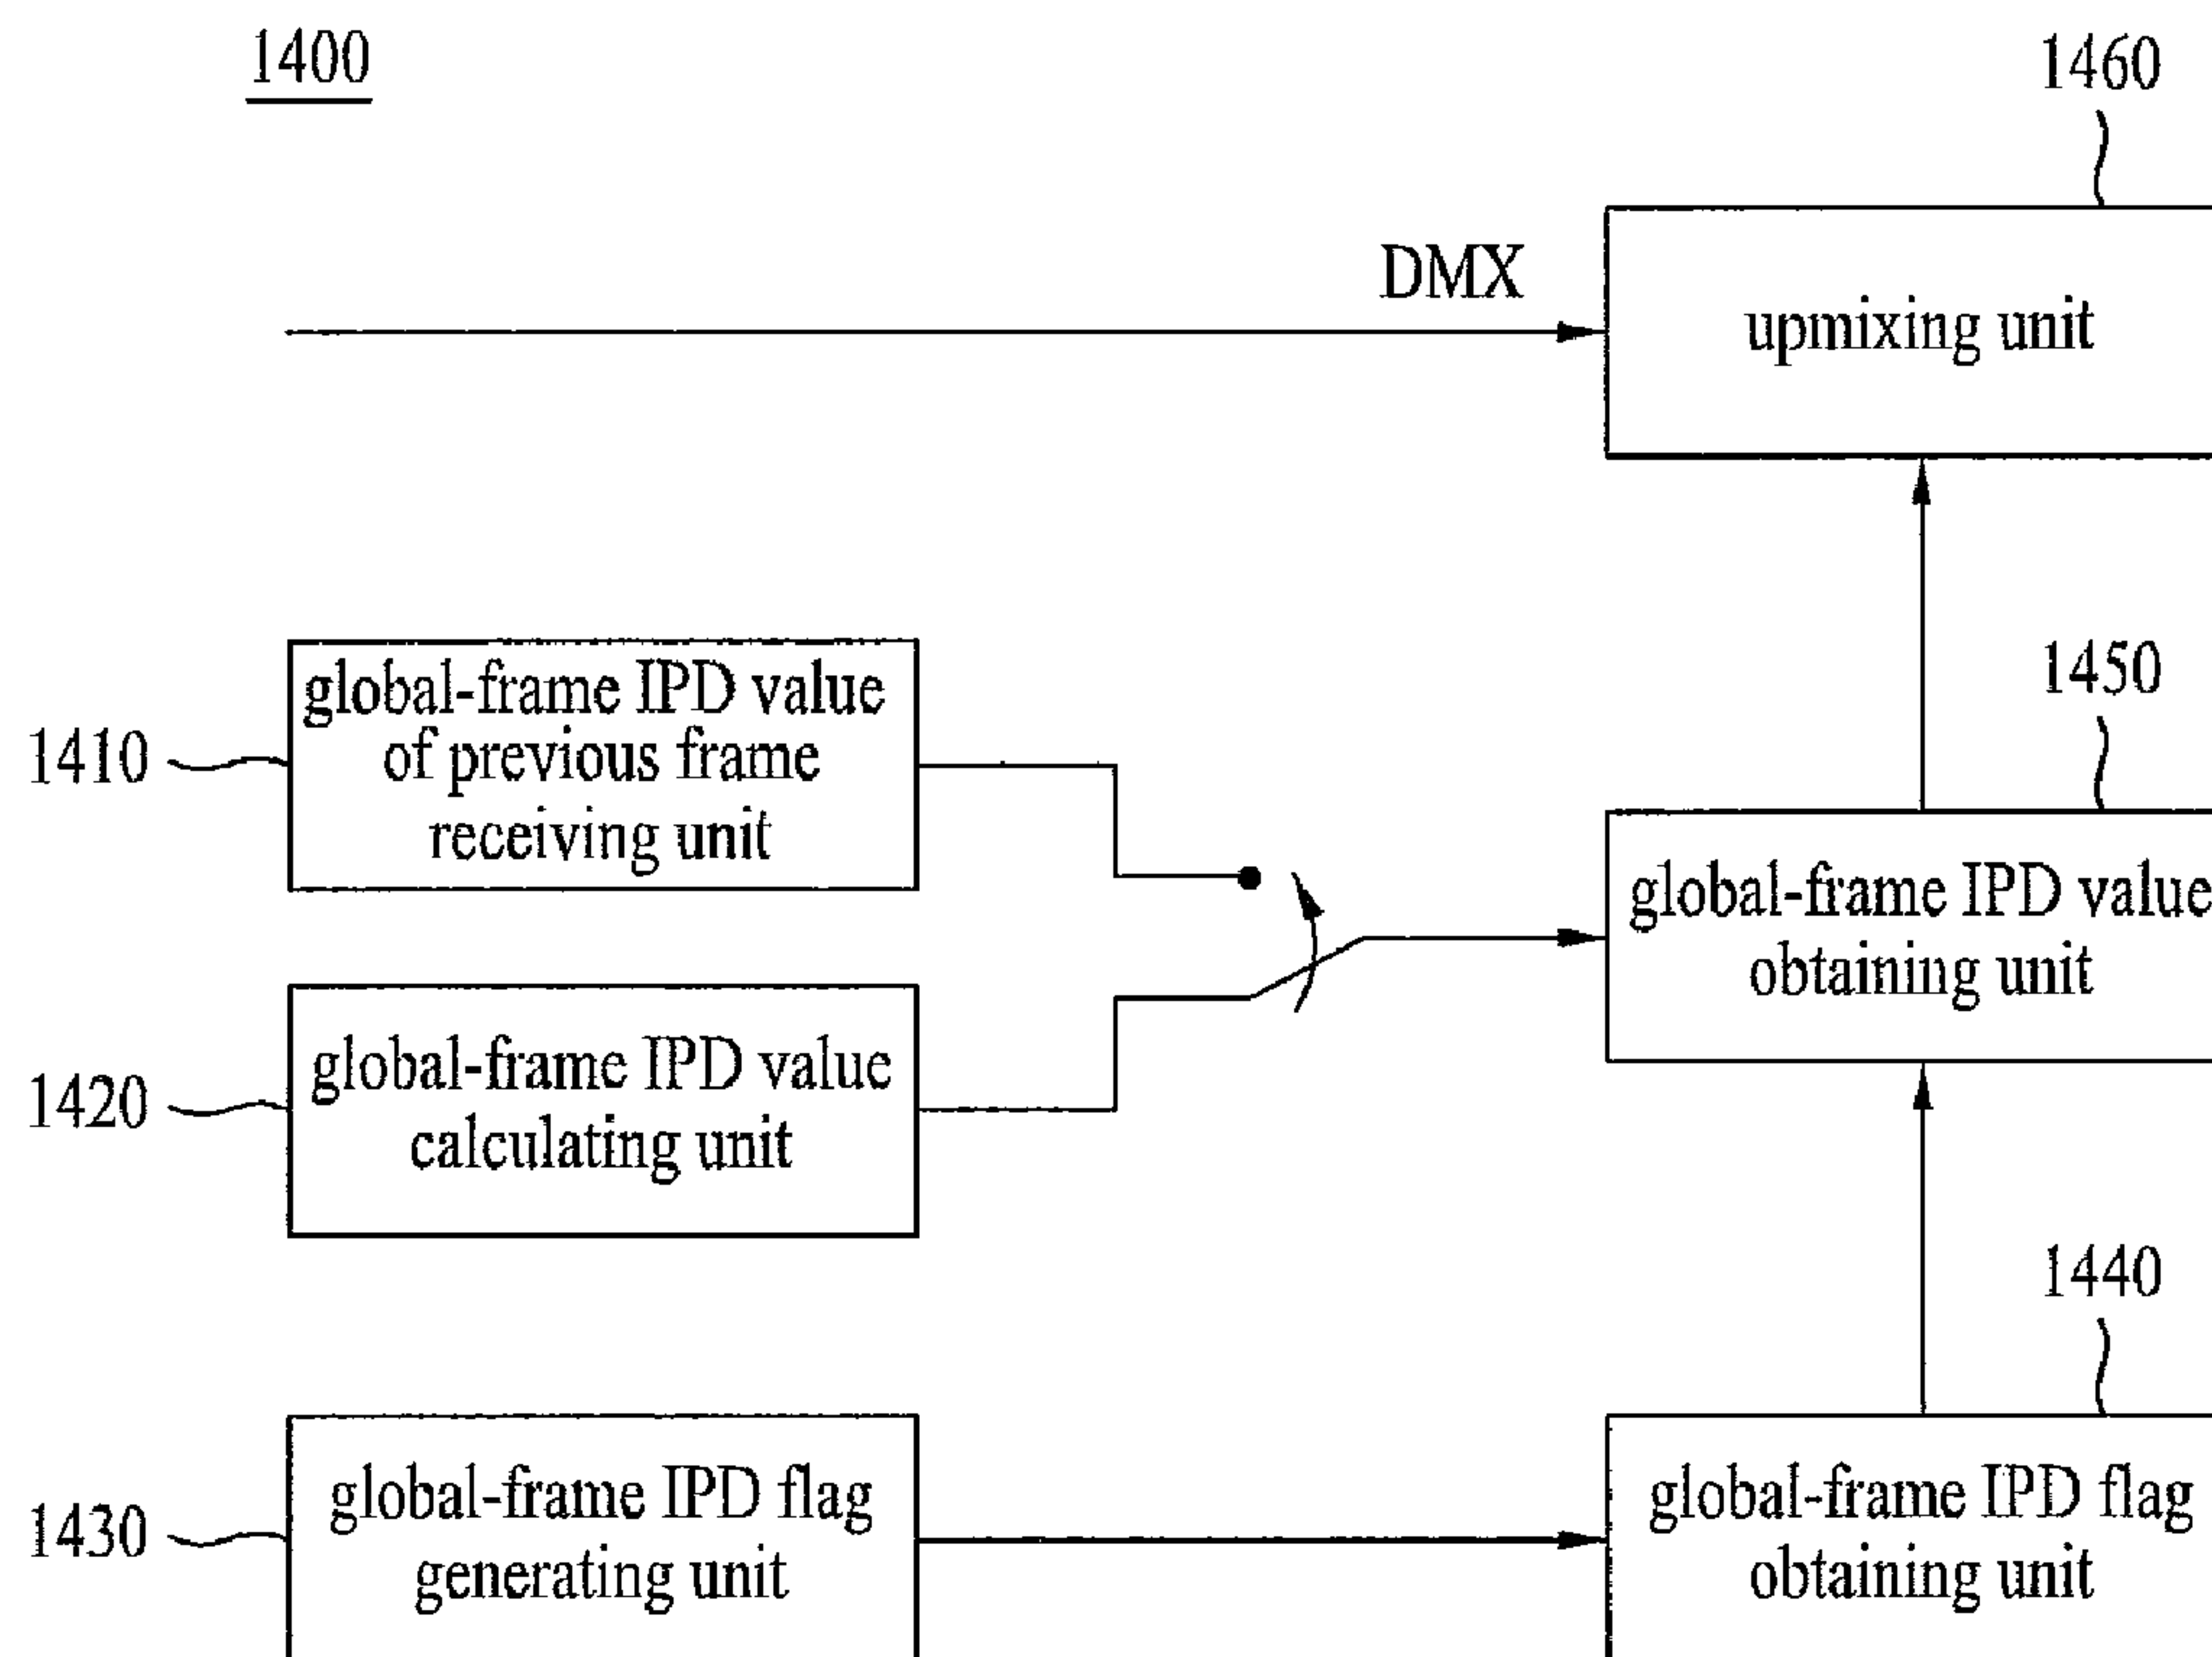 1400
1460
DMX
upmixing unit
1410
global-frame IPD value
of previous frame
receiving unit
1450
global-frame IPD value
obtaining unit
1420
global-frame IPD value
calculating unit
1440
1430
global-frame IPD flag
generating unit
global-frame IPD flag
obtaining unit